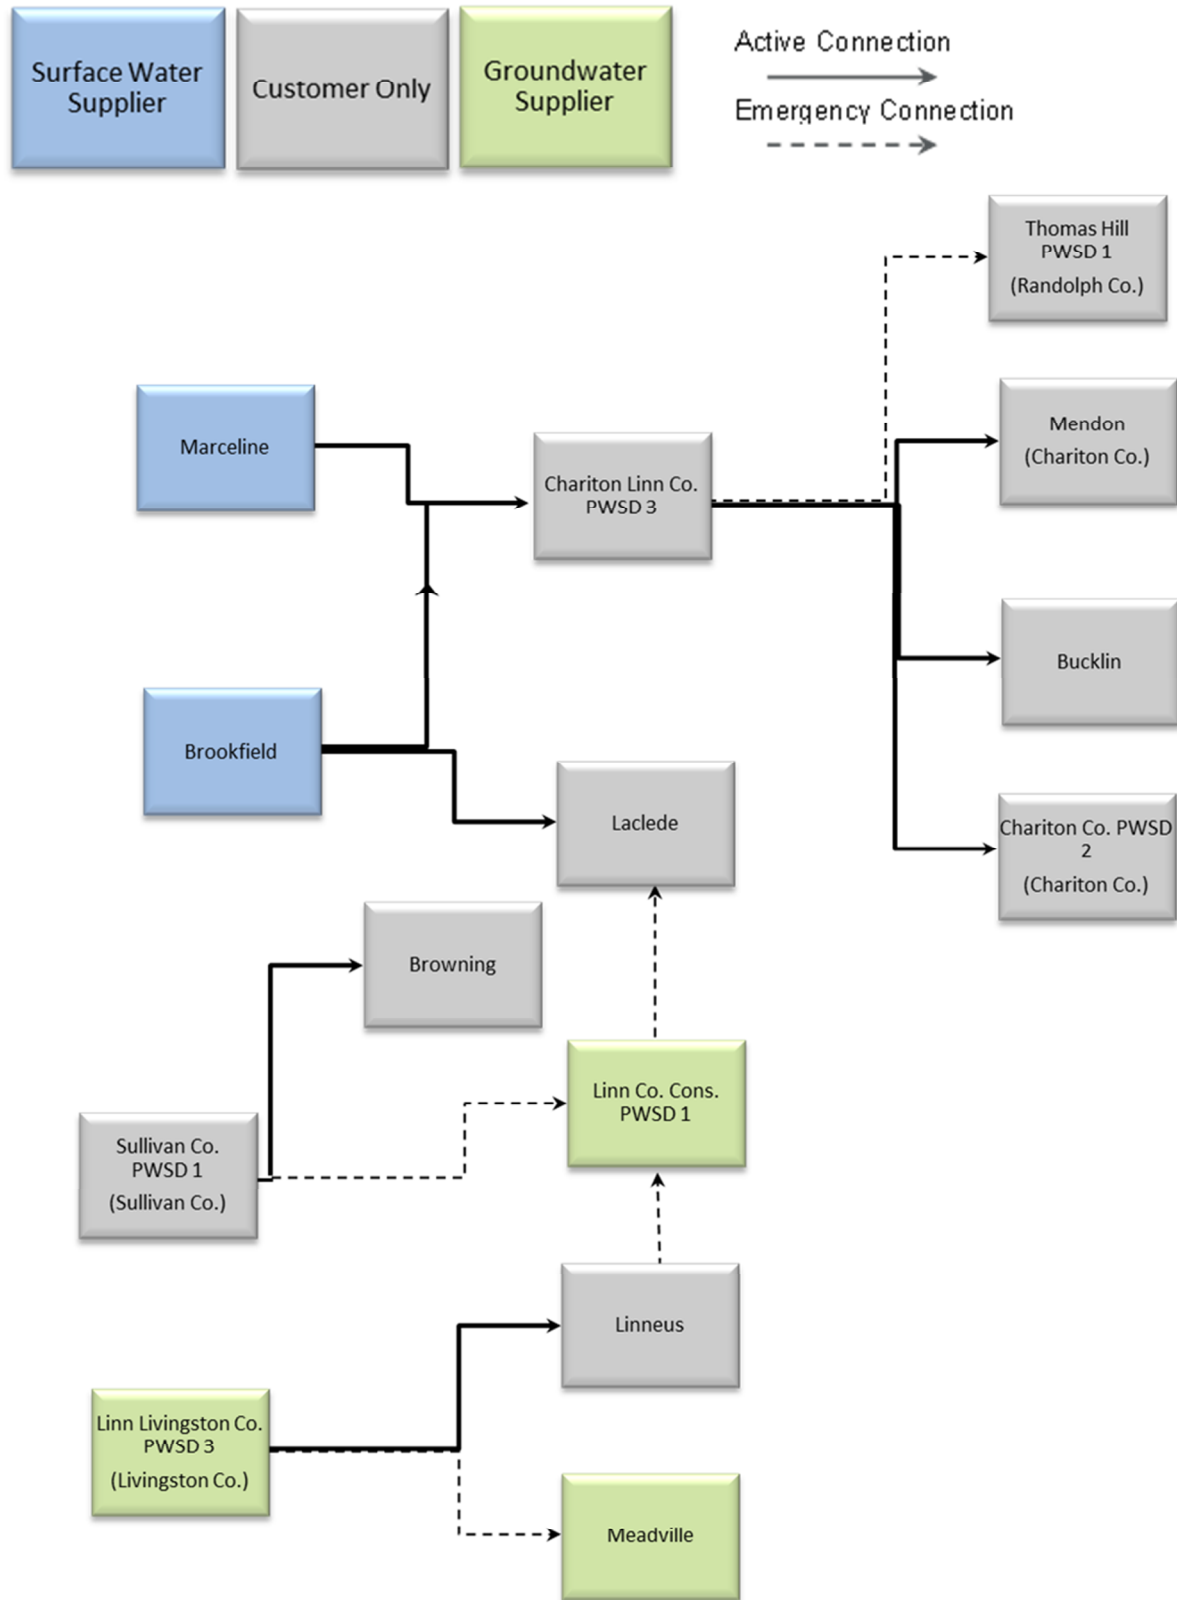 Surface Water
Supplier
Customer Only
Groundwater
Supplier
Active Connection
Emergency Connection
Thomas Hill
PWSD 1
(Randolph Co.)
Marceline
Chariton Linn Co.
PWSD 3
Mendon
(Chariton Co.)
Bucklin
Brookfield
Laclede
Chariton Co. PWSD
2
(Chariton Co.)
Browning
Linn Co. Cons.
PWSD 1
Sullivan Co.
PWSD 1
(Sullivan Co.)
Linneus
Linn Livingston Co.
PWSD 3
(Livingston Co.)
Meadville